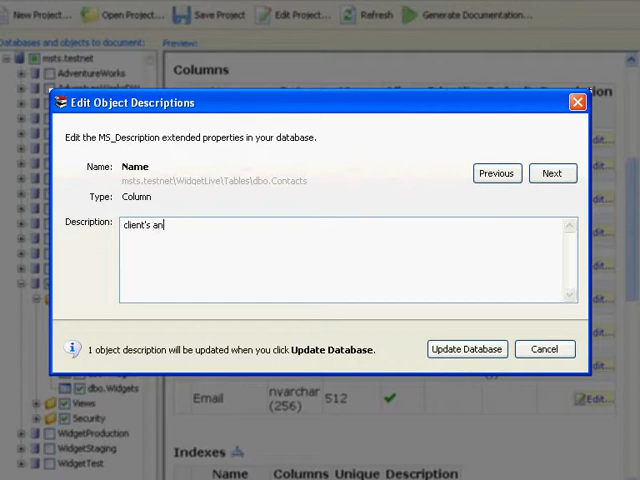 New Project... Open Project... Save Project Edit Project... Refresh Generate Documentation...
Databases and objects to document: Preview:
msts.testnet
AdventureWorks
Columns
Description
Edit Object Descriptions
Edit the MS_Description extended properties in your database.
Name: Name
msts.testnet\WidgetLive\Tables\dbo.Contacts
Previous Next
Type: Column
Description: client's an
1 object description will be updated when you click Update Database.
Update Database Cancel
dbo.Widgets
Views
Security
WidgetProduction
WidgetStaging
WidgetTest
Email nvarchar (256) 512 Edit...
Indexes
Name Columns Unique Description